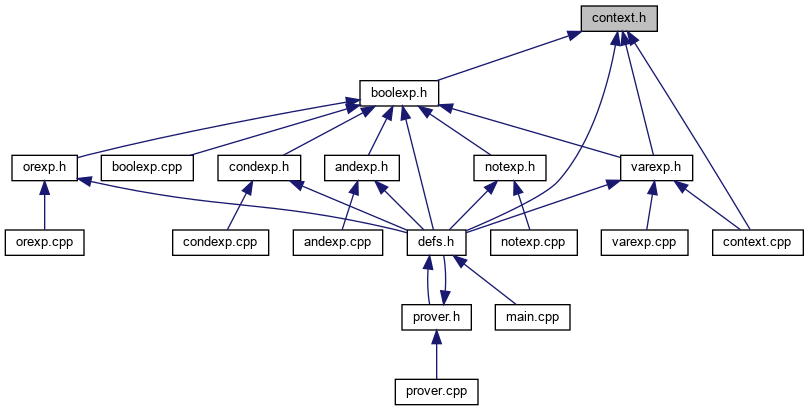 context.h
boolexp.h
orexp.h
boolexp.cpp
condexp.h
andexp.h
notexp.h
varexp.h
orexp.cpp
condexp.cpp
andexp.cpp
defs.h
notexp.cpp
varexp.cpp
context.cpp
prover.h
main.cpp
prover.cpp